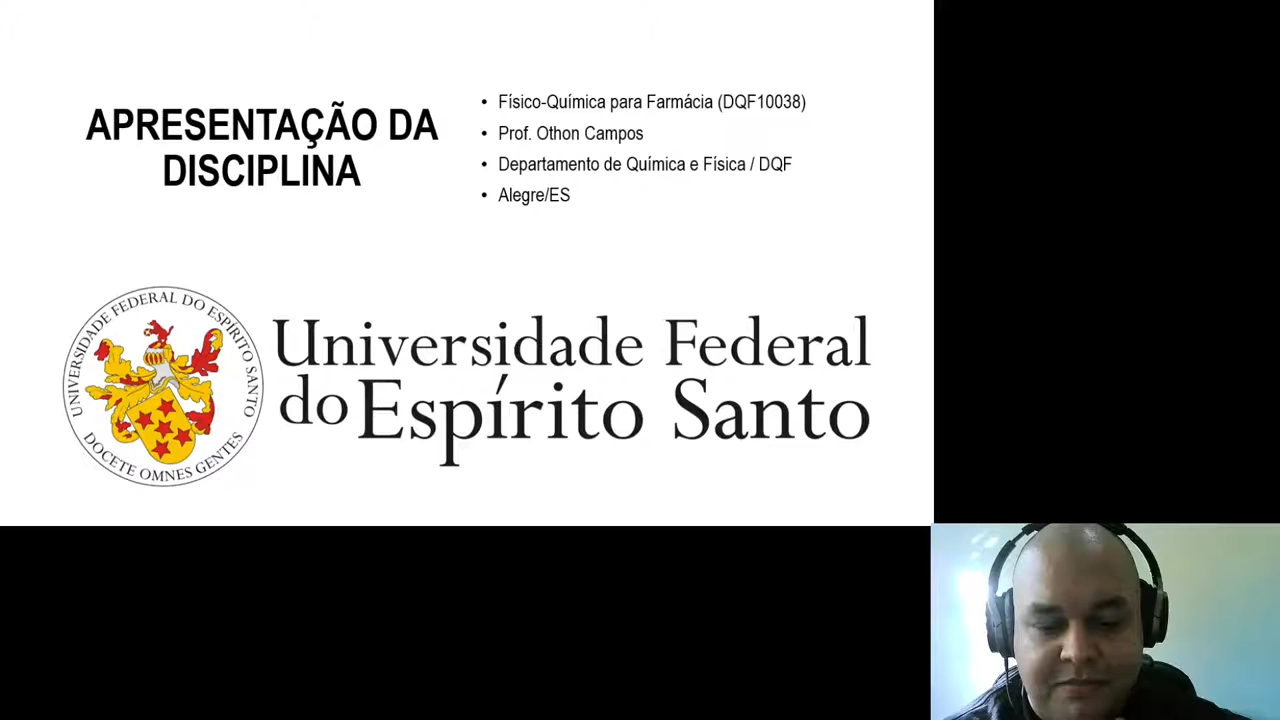 APRESENTAÇÃO DA
DISCIPLINA
• Físico-Química para Farmácia (DQF10038)
• Prof. Othon Campos
• Departamento de Química e Física / DQF
• Alegre/ES
UNIVERSIDADE FEDERAL DO ESPÍRITO SANTO
DOCETE OMNES GENTES
Universidade Federal
do Espírito Santo